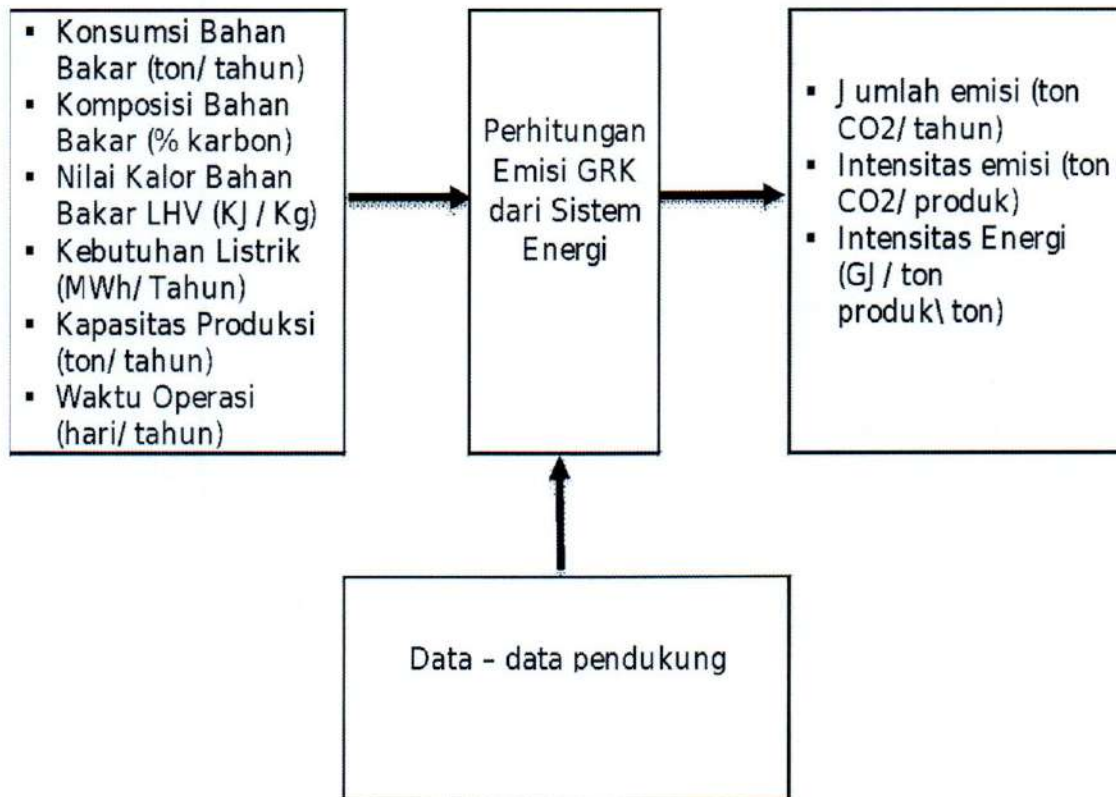 ▪ Konsumsi Bahan
Bakar (ton/ tahun)
▪ Komposisi Bahan
Bakar (% karbon)
▪ Nilai Kalor Bahan
Bakar LHV (KJ / Kg)
▪ Kebutuhan Listrik
(MWh/ Tahun)
▪ Kapasitas Produksi
(ton/ tahun)
▪ Waktu Operasi
(hari/ tahun)
Perhitungan
Emisi GRK
dari Sistem
Energi
▪ J umlah emisi (ton
CO2/ tahun)
▪ Intensitas emisi (ton
CO2/ produk)
▪ Intensitas Energi
(GJ / ton
produk\ ton)
Data – data pendukung